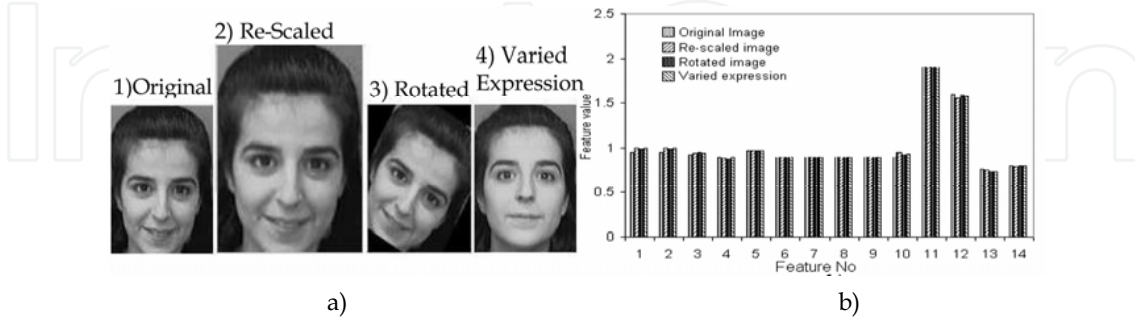 2) Re-Scaled
1)Original
3) Rotated
4) Varied
Expression
2.5
2
1.5
1
0.5
0
Feature value
Original Image
Re-scaled image
Rotated image
Varied expression
1 2 3 4 5 6 7 8 9 10 11 12 13 14
Feature No
a)
b)